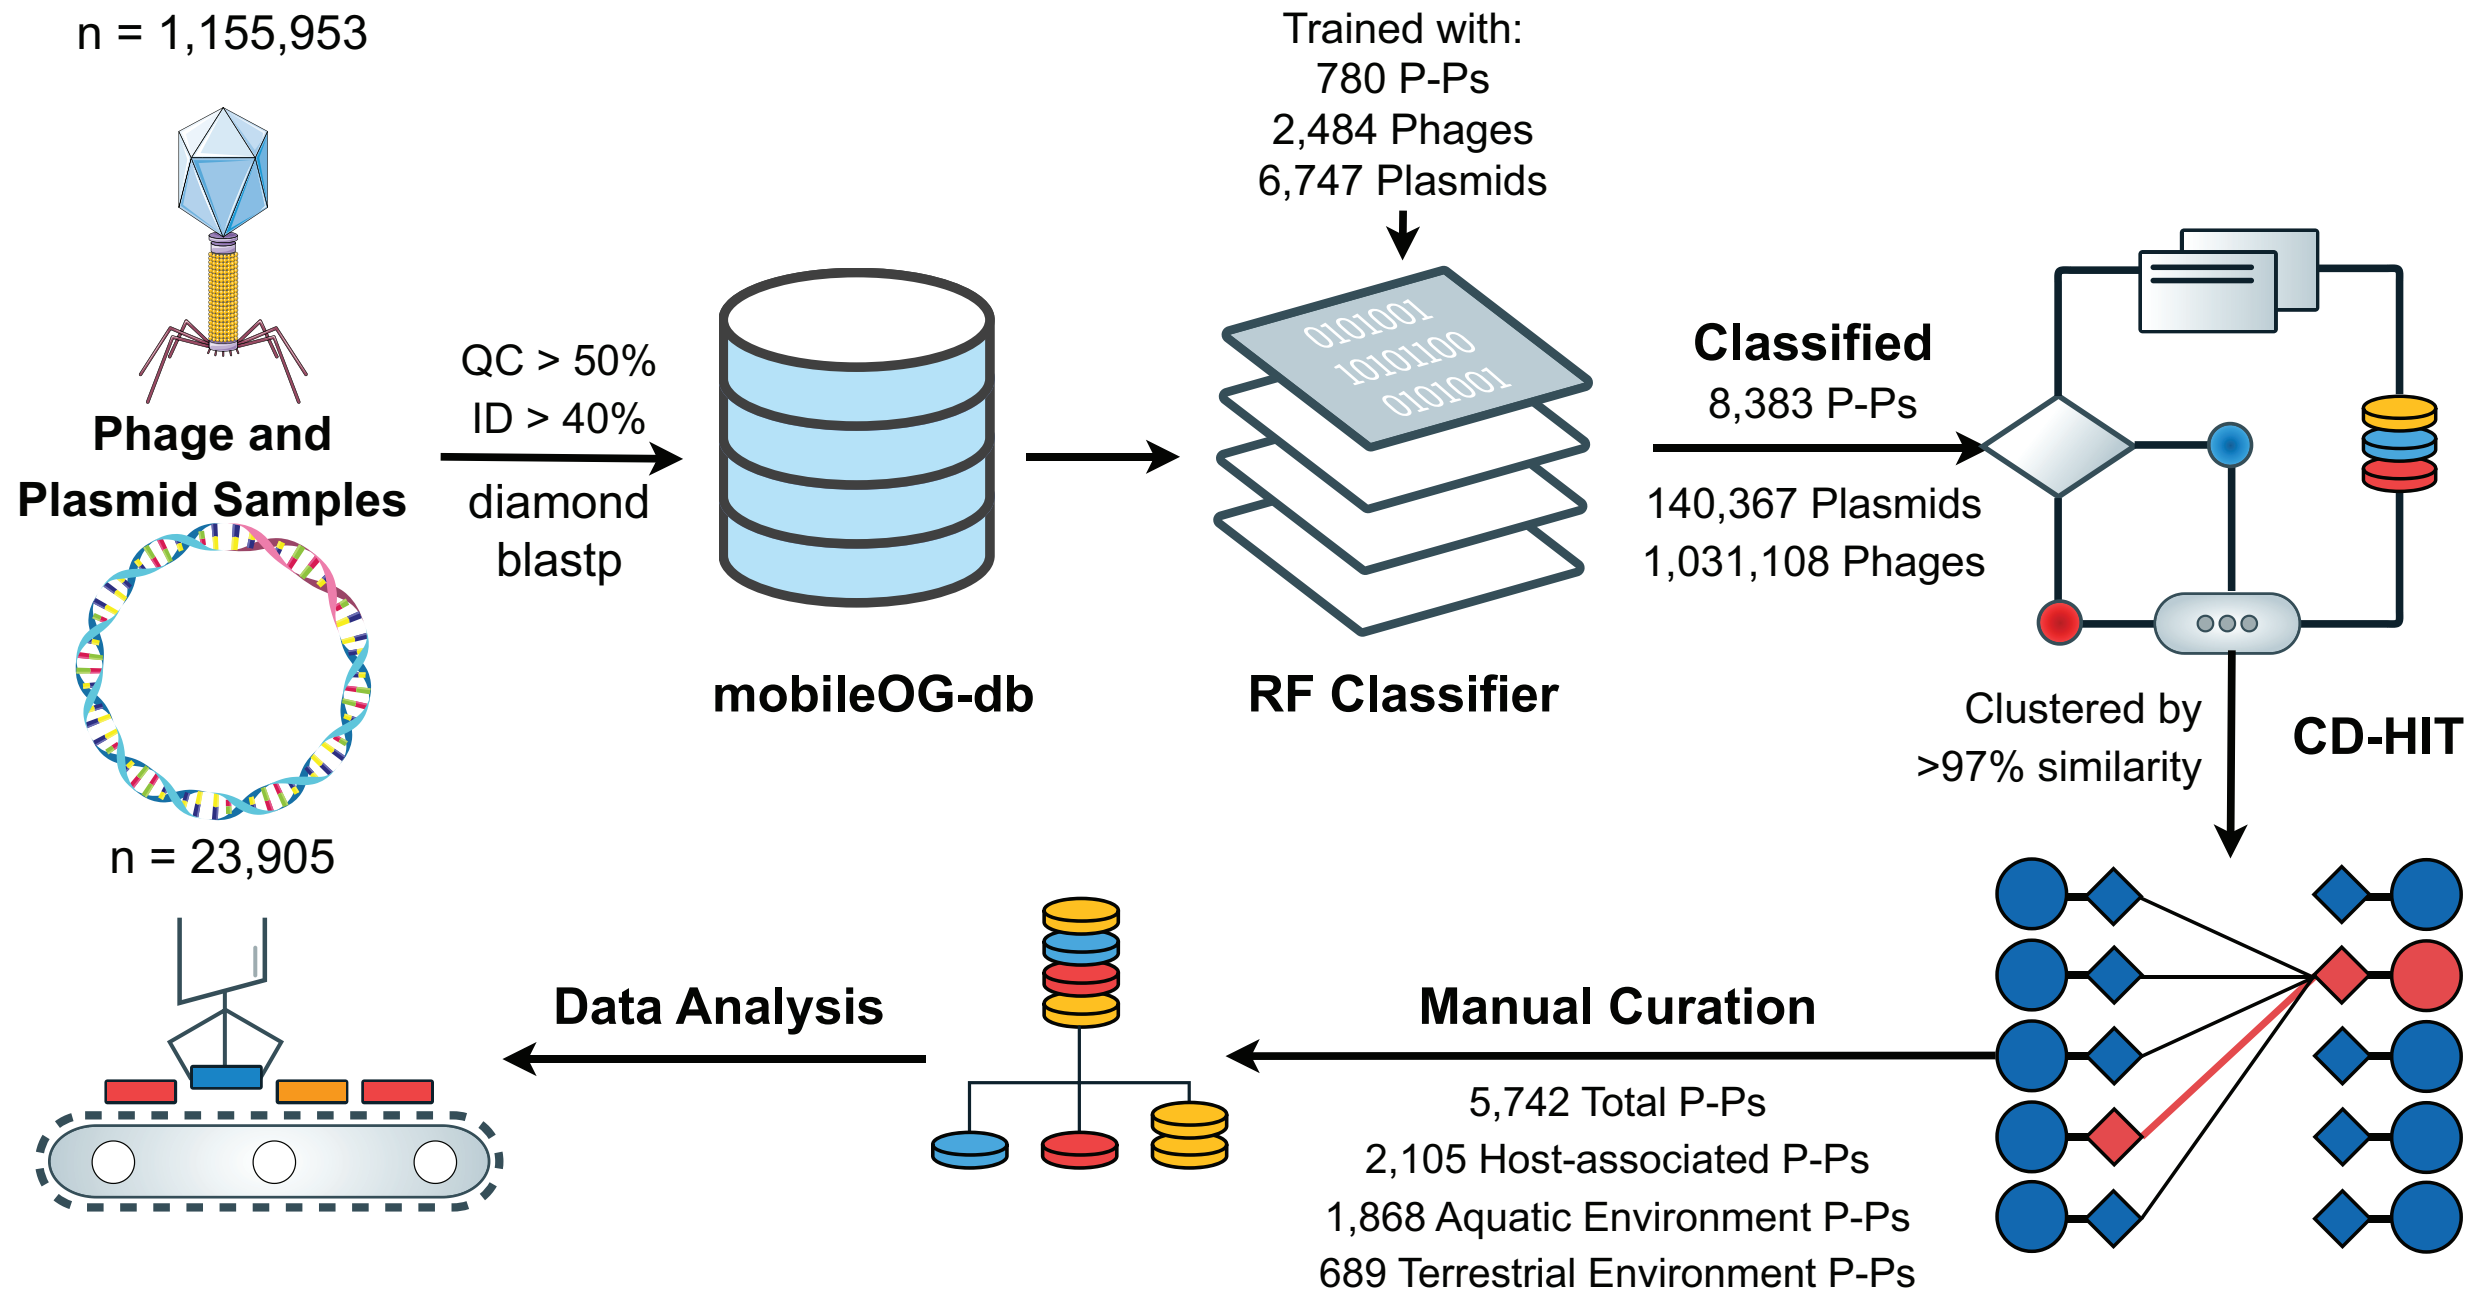 n = 1,155,953
Phage and
Plasmid Samples
n = 23,905
QC > 50%
ID > 40%
diamond
blastp
mobileOG-db
Trained with:
780 P-Ps
2,484 Phages
6,747 Plasmids
0101001
10101100
0101001
RF Classifier
Classified
8,383 P-Ps
140,367 Plasmids
1,031,108 Phages
Clustered by
>97% similarity
CD-HIT
Manual Curation
5,742 Total P-Ps
2,105 Host-associated P-Ps
1,868 Aquatic Environment P-Ps
689 Terrestrial Environment P-Ps
Data Analysis